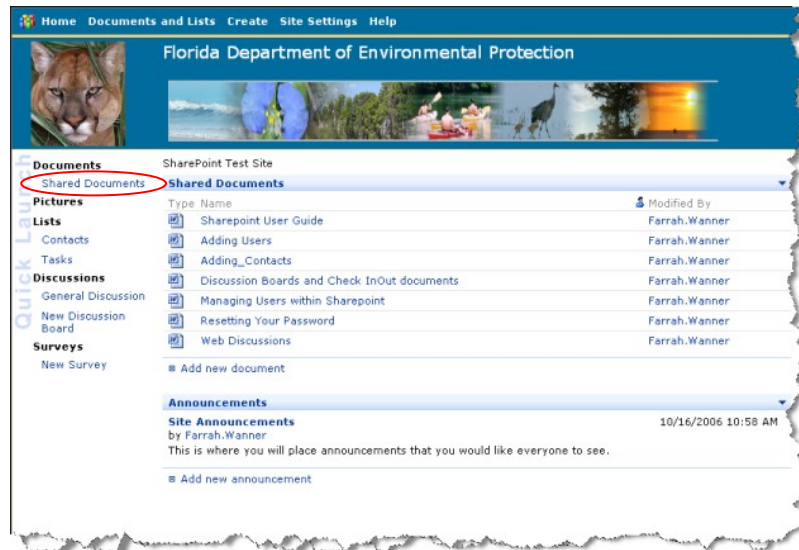 Home Documents and Lists Create Site Settings Help
Florida Department of Environmental Protection
Quick Launch
Documents
Shared Documents
Pictures
Lists
Contacts
Tasks
Discussions
General Discussion
New Discussion
Board
Surveys
New Survey
SharePoint Test Site
Shared Documents
Type Name Modified By
Sharepoint User Guide Farrah.Wanner
Adding Users Farrah.Wanner
Adding_Contacts Farrah.Wanner
Discussion Boards and Check InOut documents Farrah.Wanner
Managing Users within Sharepoint Farrah.Wanner
Resetting Your Password Farrah.Wanner
Web Discussions Farrah.Wanner
Add new document
Announcements
Site Announcements 10/16/2006 10:58 AM
by Farrah.Wanner
This is where you will place announcements that you would like everyone to see.
Add new announcement